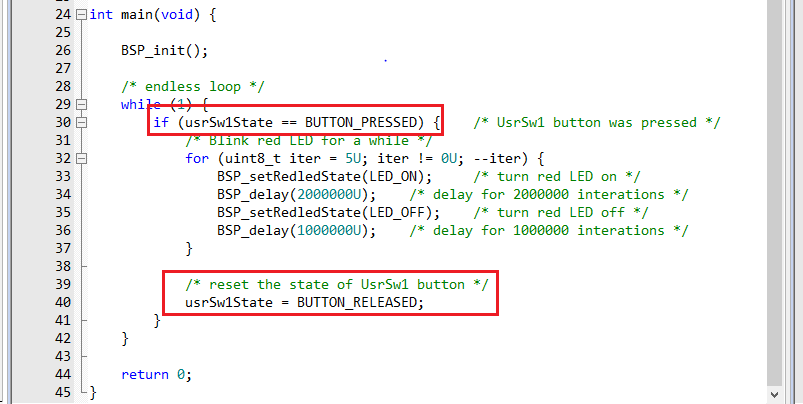 24 int main(void) {
25
26 BSP_init();
27
28 /* endless loop */
29 while (1) {
30 if (usrSw1State == BUTTON_PRESSED) { /* UsrSw1 button was pressed */
31 /* Blink red LED for a while */
32 for (uint8_t iter = 5U; iter != 0U; --iter) {
33 BSP_setRedledState(LED_ON); /* turn red LED on */
34 BSP_delay(2000000U); /* delay for 2000000 interations */
35 BSP_setRedledState(LED_OFF); /* turn red LED off */
36 BSP_delay(1000000U); /* delay for 1000000 interations */
37 }
38
39 /* reset the state of UsrSw1 button */
40 usrSw1State = BUTTON_RELEASED;
41 }
42 }
43
44 return 0;
45 }